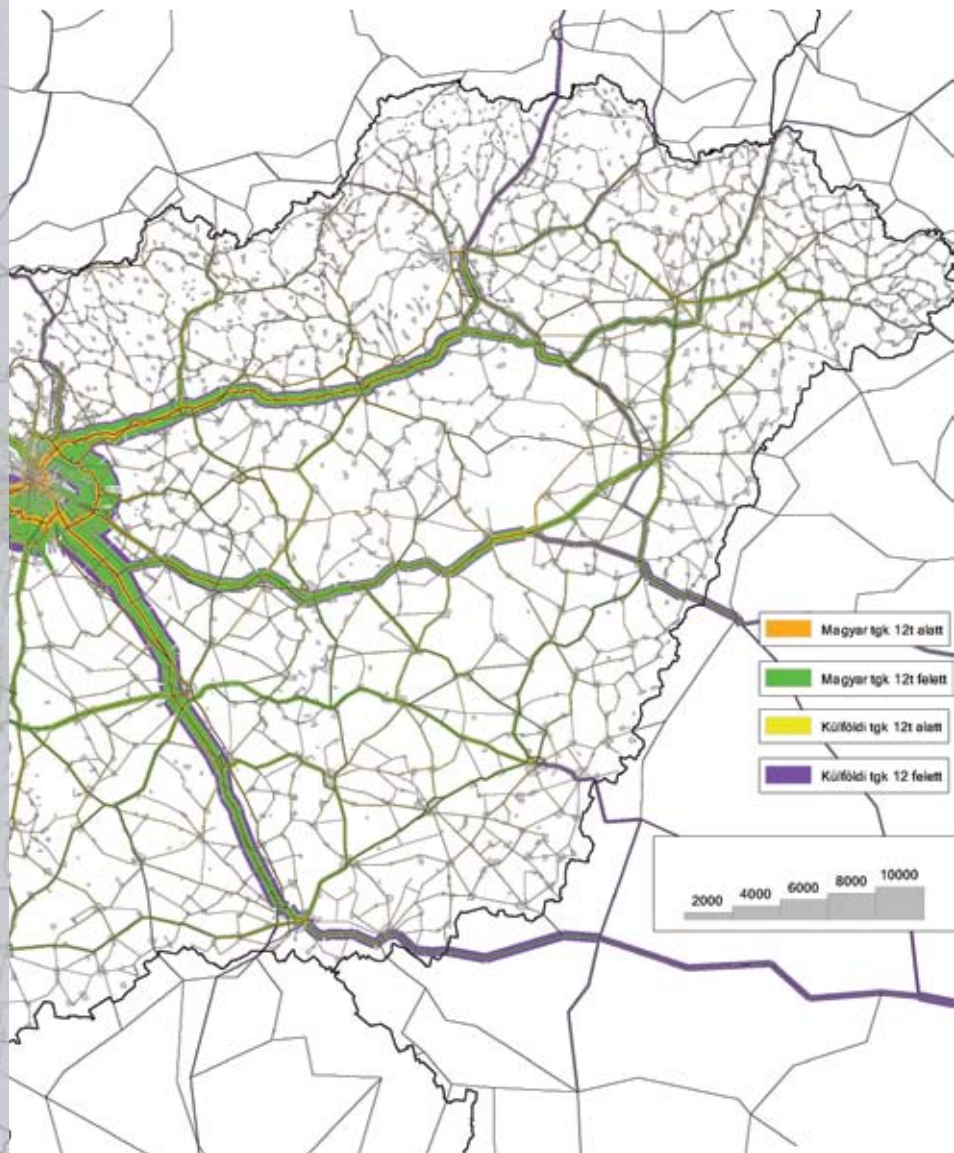 Magyar tgk 12t alatt
Magyar tgk 12t felett
Külföldi tgk 12t alatt
Külföldi tgk 12 felett
2000 4000 6000 8000 10000